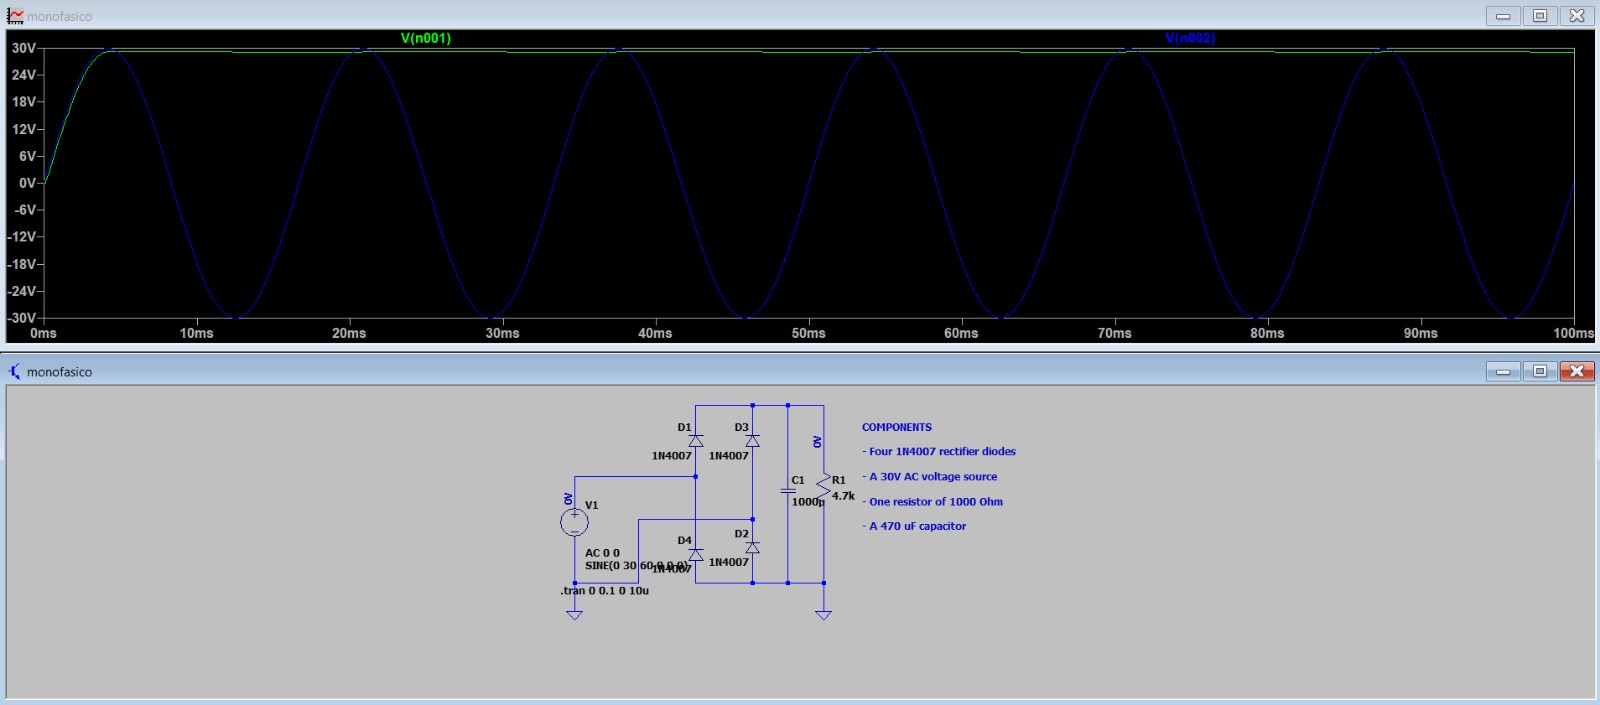 monofasico
V(n001) V(n002)
30V
24V
18V
12V
6V
0V
-6V
-12V
-18V
-24V
-30V
0ms 10ms 20ms 30ms 40ms 50ms 60ms 70ms 80ms 90ms 100ms
monofasico
D1 D3
1N4007 1N4007
0V
0V
V1
C1
1000µ
R1
4.7k
D2
D4
1N4007
1N4007
AC 0 0
SINE(0 30 60 0 0 0)
.tran 0 0.1 0 10u
COMPONENTS
- Four 1N4007 rectifier diodes
- A 30V AC voltage source
- One resistor of 1000 Ohm
- A 470 uF capacitor